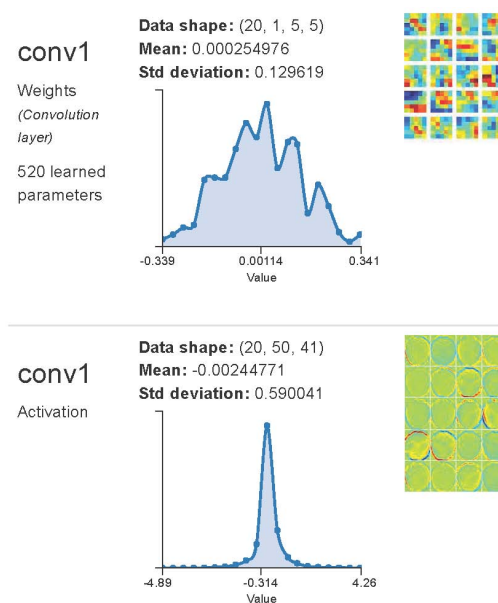 conv1
Weights
(Convolution
layer)
520 learned
parameters
Data shape: (20, 1, 5, 5)
Mean: 0.000254976
Std deviation: 0.129619
-0.339 0.00114 0.341
Value
conv1
Activation
Data shape: (20, 50, 41)
Mean: -0.00244771
Std deviation: 0.590041
-4.89 -0.314 4.26
Value